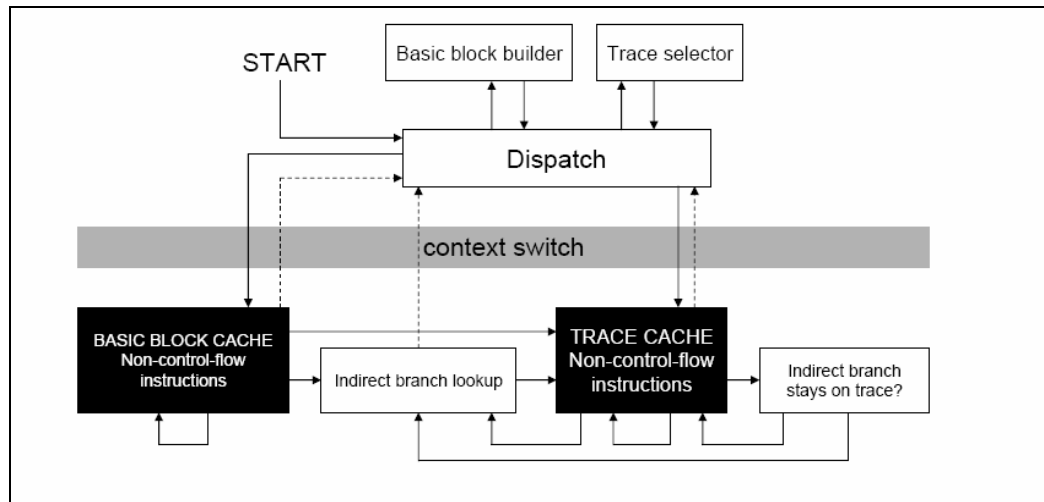 START
Basic block builder
Trace selector
Dispatch
context switch
BASIC BLOCK CACHE
Non-control-flow
instructions
Indirect branch lookup
TRACE CACHE
Non-control-flow
instructions
Indirect branch
stays on trace?